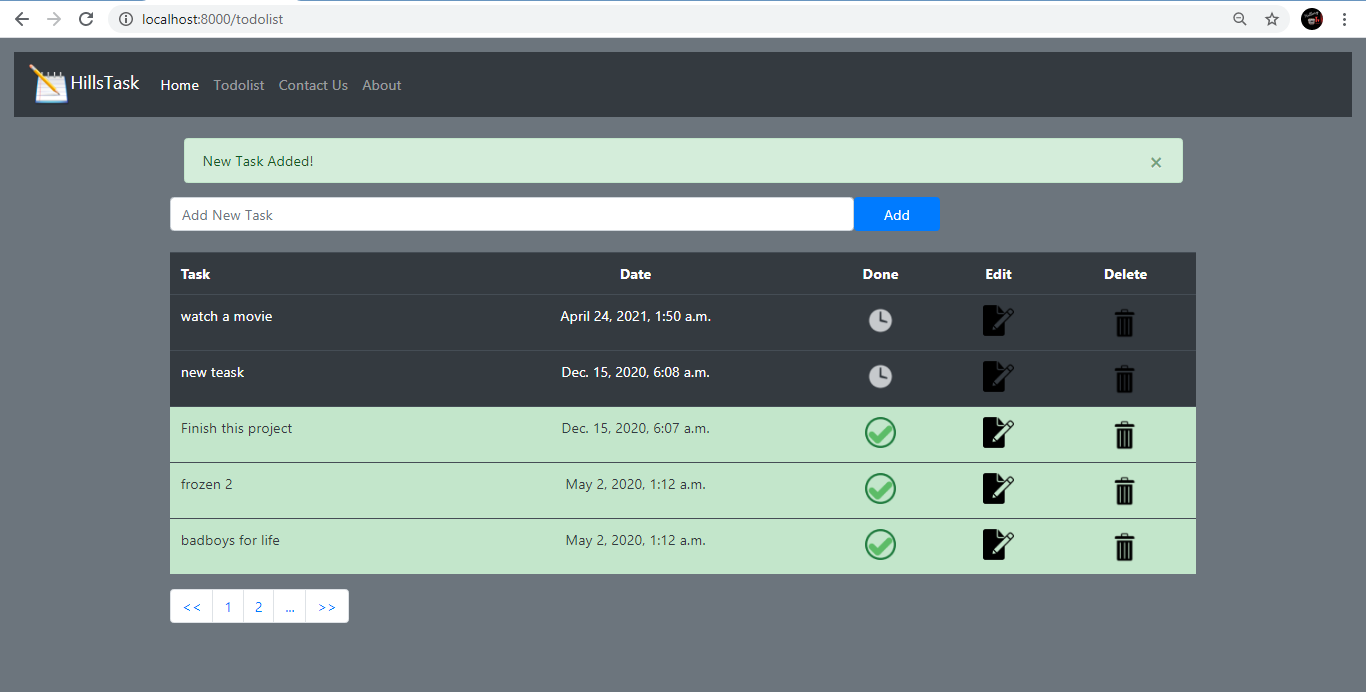 localhost:8000/todolist
HillsTask Home Todolist Contact Us About
New Task Added! ×
Add New Task Add
Task Date Done Edit Delete
watch a movie April 24, 2021, 1:50 a.m.
new teask Dec. 15, 2020, 6:08 a.m.
Finish this project Dec. 15, 2020, 6:07 a.m.
frozen 2 May 2, 2020, 1:12 a.m.
badboys for life May 2, 2020, 1:12 a.m.
<< 1 2 ... >>